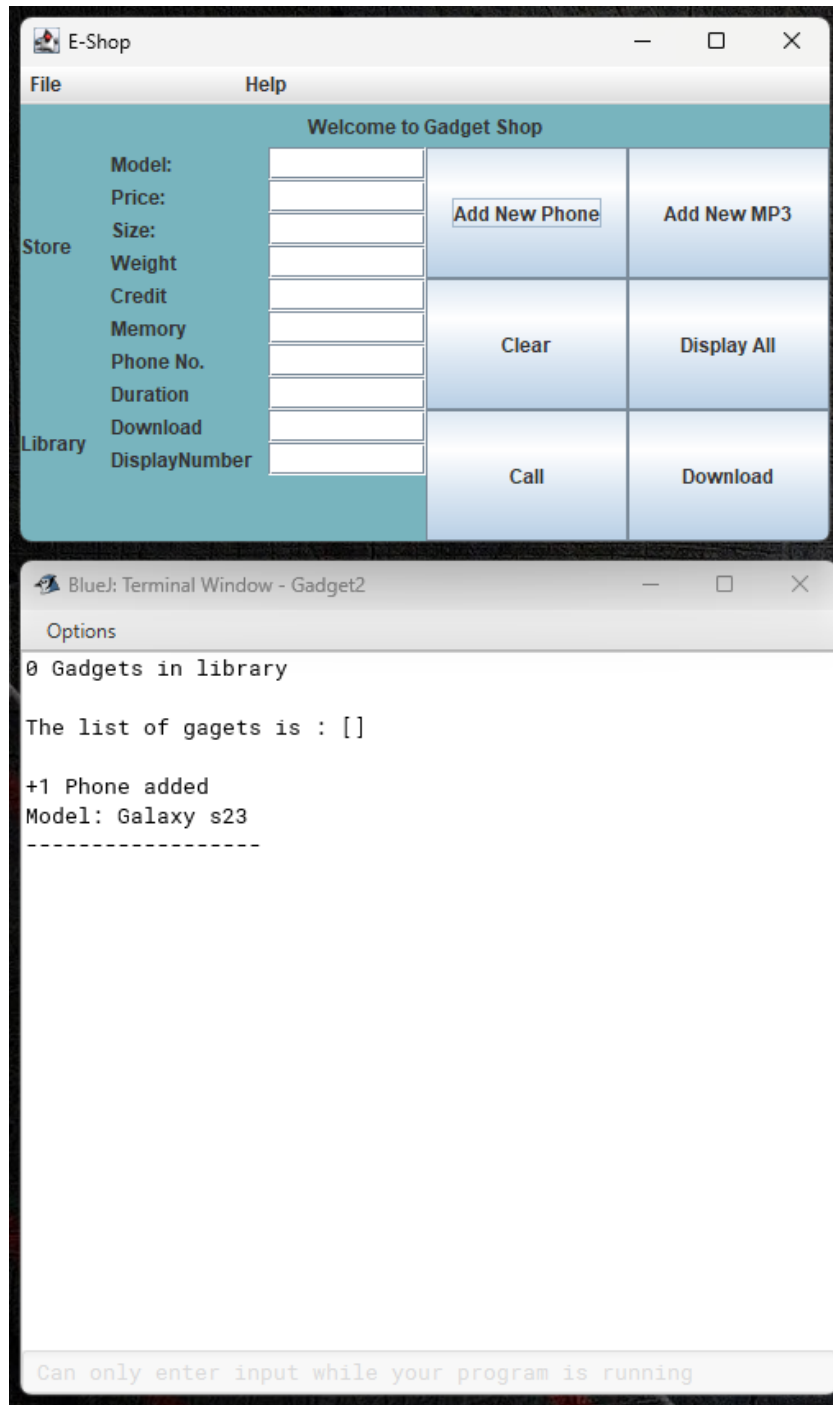 E-Shop
File Help
Welcome to Gadget Shop
Store
Library
Model:
Price:
Size:
Weight
Credit
Memory
Phone No.
Duration
Download
DisplayNumber
Add New Phone Add New MP3
Clear Display All
Call Download
BlueJ: Terminal Window - Gadget2
Options
0 Gadgets in library
The list of gagets is : []
+1 Phone added
Model: Galaxy s23
------------------
Can only enter input while your program is running